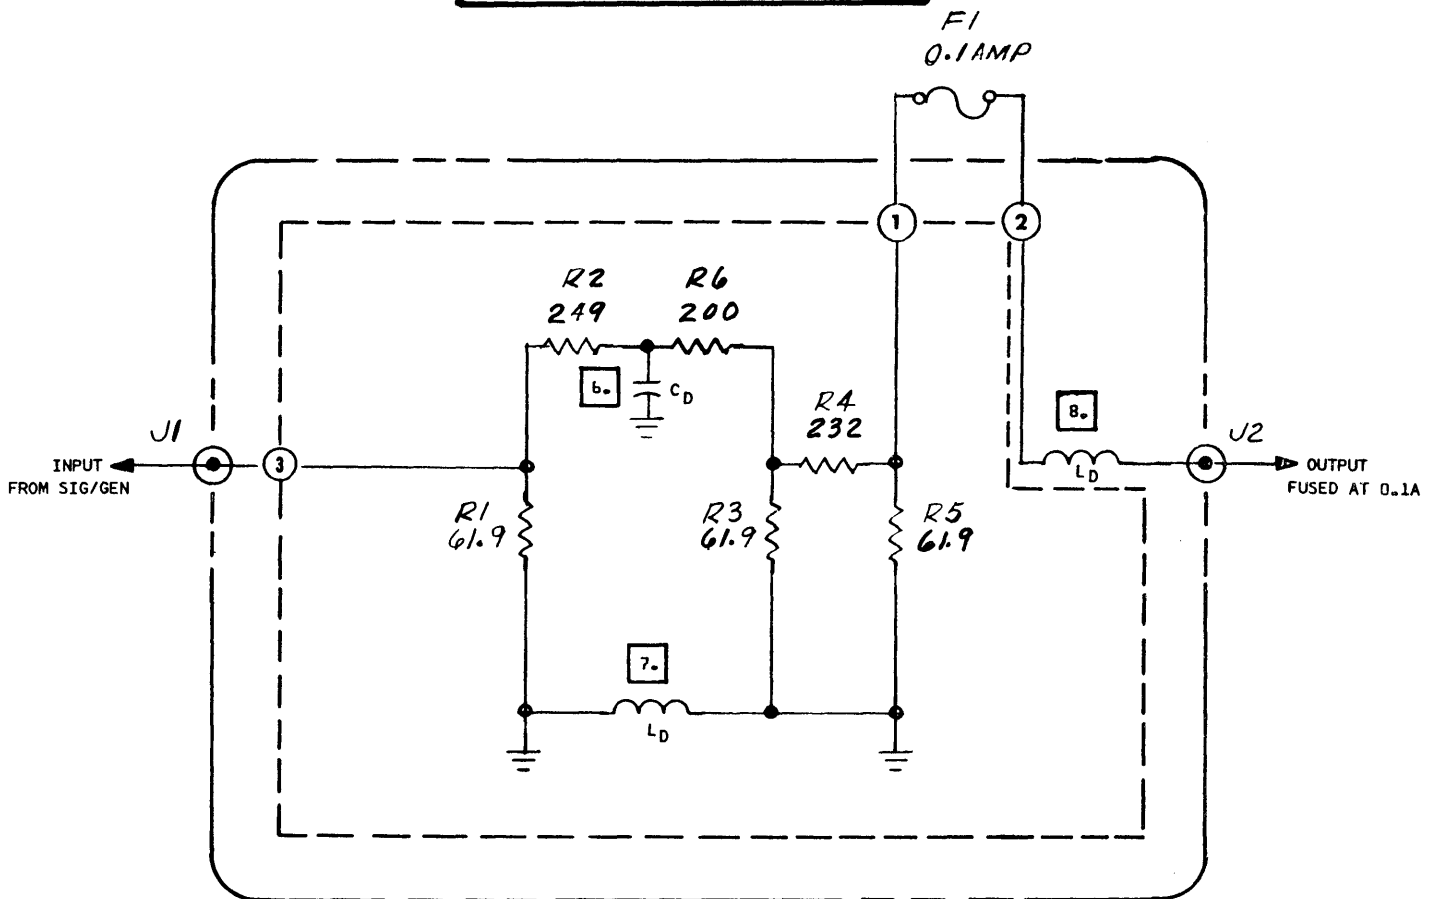 F1
0.1AMP
1
2
R2
249
R6
200
6.
CD
R4
232
8.
LD
J1
J2
INPUT
FROM SIG/GEN
3
OUTPUT
FUSED AT 0.1A
R1
61.9
R3
61.9
R5
61.9
7.
LD